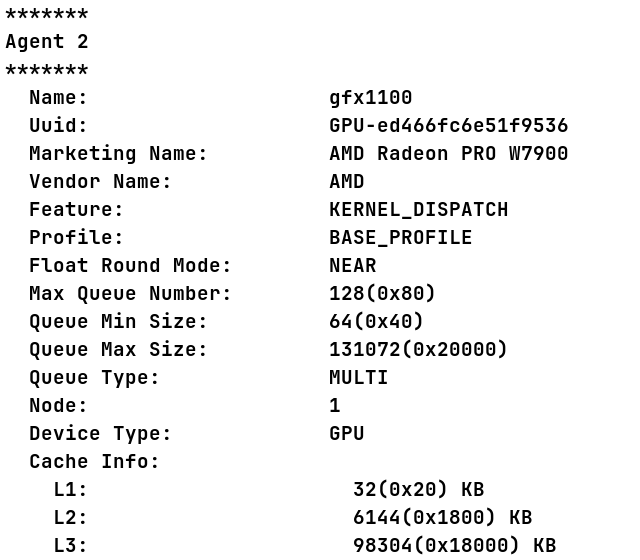 *******
Agent 2
*******
  Name:                    gfx1100
  Uuid:                    GPU-ed466fc6e51f9536
  Marketing Name:          AMD Radeon PRO W7900
  Vendor Name:             AMD
  Feature:                 KERNEL_DISPATCH
  Profile:                 BASE_PROFILE
  Float Round Mode:        NEAR
  Max Queue Number:        128(0x80)
  Queue Min Size:          64(0x40)
  Queue Max Size:          131072(0x20000)
  Queue Type:              MULTI
  Node:                    1
  Device Type:             GPU
  Cache Info:
    L1:                      32(0x20) KB
    L2:                      6144(0x1800) KB
    L3:                      98304(0x18000) KB